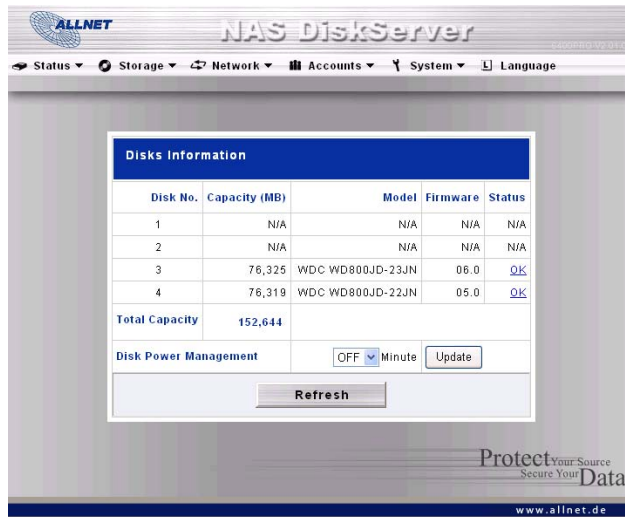 ALLNET
NAS DiskServer
Status Storage Network Accounts System Language
Disks Information
Disk No. Capacity (MB) Model Firmware Status
1 N/A N/A N/A N/A
2 N/A N/A N/A N/A
3 76,325 WDC WD800JD-23JN 06.0 OK
4 76,319 WDC WD800JD-22JN 05.0 OK
Total Capacity 152,644
Disk Power Management OFF Minute Update
Refresh
Protect Your Source
Secure Your Data
www.allnet.de